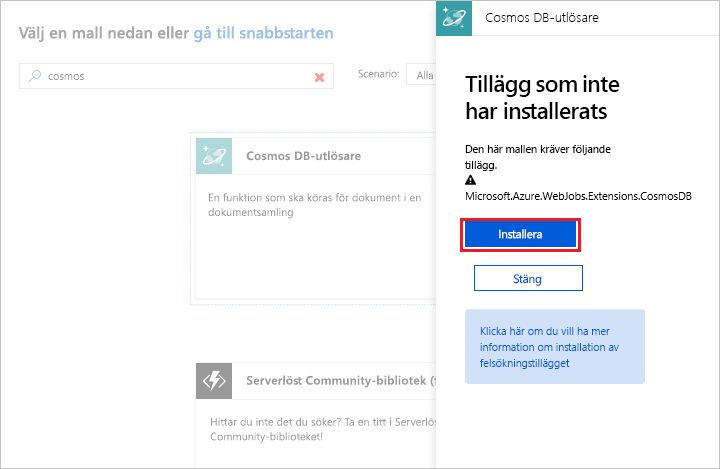 Välj en mall nedan eller gå till snabbstarten
cosmos
Scenario: Alla
Cosmos DB-utlösare
En funktion som ska köras för dokument i en
dokumentsamling
Serverlöst Community-bibliotek (
Hittar du inte det du söker? Ta en titt i Serverlös
Community-biblioteket!
Cosmos DB-utlösare
Tillägg som inte
har installerats
Den här mallen kräver följande
tillägg.
Microsoft.Azure.WebJobs.Extensions.CosmosDB
Installera
Stäng
Klicka här om du vill ha mer
information om installation av
felsökningstillägget